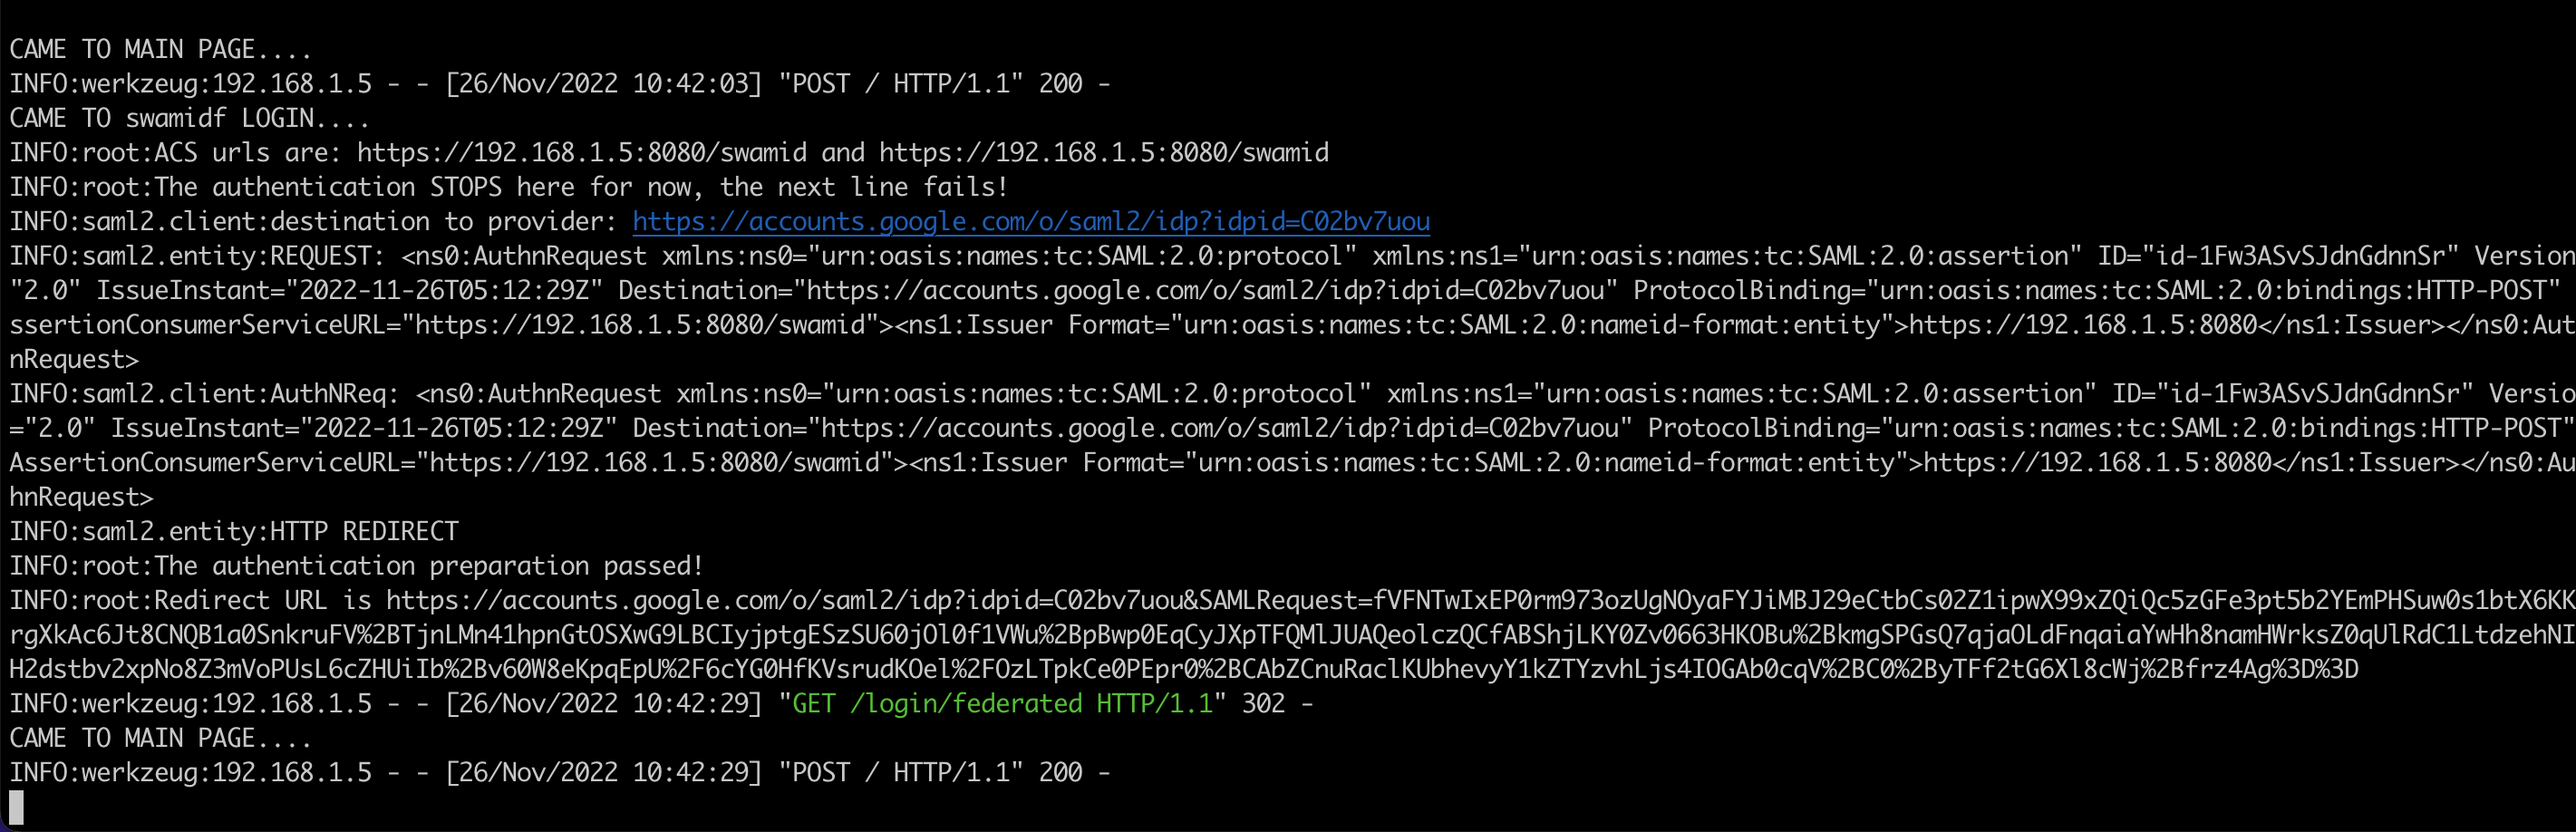 CAME TO MAIN PAGE....
INFO:werkzeug:192.168.1.5 - - [26/Nov/2022 10:42:03] "POST / HTTP/1.1" 200 -
CAME TO swamidf LOGIN....
INFO:root:ACS urls are: https://192.168.1.5:8080/swamid and https://192.168.1.5:8080/swamid
INFO:root:The authentication STOPS here for now, the next line fails!
INFO:saml2.client:destination to provider: https://accounts.google.com/o/saml2/idp?idpid=C02bv7uou
INFO:saml2.entity:REQUEST: <ns0:AuthnRequest xmlns:ns0="urn:oasis:names:tc:SAML:2.0:protocol" xmlns:ns1="urn:oasis:names:tc:SAML:2.0:assertion" ID="id-1Fw3ASvSJdnGdnnSr" Version
"2.0" IssueInstant="2022-11-26T05:12:29Z" Destination="https://accounts.google.com/o/saml2/idp?idpid=C02bv7uou" ProtocolBinding="urn:oasis:names:tc:SAML:2.0:bindings:HTTP-POST"
ssertionConsumerServiceURL="https://192.168.1.5:8080/swamid"><ns1:Issuer Format="urn:oasis:names:tc:SAML:2.0:nameid-format:entity">https://192.168.1.5:8080</ns1:Issuer></ns0:Aut
nRequest>
INFO:saml2.client:AuthNReq: <ns0:AuthnRequest xmlns:ns0="urn:oasis:names:tc:SAML:2.0:protocol" xmlns:ns1="urn:oasis:names:tc:SAML:2.0:assertion" ID="id-1Fw3ASvSJdnGdnnSr" Versio
="2.0" IssueInstant="2022-11-26T05:12:29Z" Destination="https://accounts.google.com/o/saml2/idp?idpid=C02bv7uou" ProtocolBinding="urn:oasis:names:tc:SAML:2.0:bindings:HTTP-POST"
AssertionConsumerServiceURL="https://192.168.1.5:8080/swamid"><ns1:Issuer Format="urn:oasis:names:tc:SAML:2.0:nameid-format:entity">https://192.168.1.5:8080</ns1:Issuer></ns0:Au
hnRequest>
INFO:saml2.entity:HTTP REDIRECT
INFO:root:The authentication preparation passed!
INFO:root:Redirect URL is https://accounts.google.com/o/saml2/idp?idpid=C02bv7uou&SAMLRequest=fVFNTwIxEP0rm973ozUgNOyaFYJiMBJ29eCtbCs02Z1ipwX99xZQiQc5zGFe3pt5b2YEmPHSuw0s1btX6KK
rgXkAc6Jt8CNQB1a0SnkruFV%2BTjnLMn41hpnGtOSXwG9LBCIyjptgESzSU60jOl0f1VWu%2BpBwp0EqCyJXpTFQMlJUAQeolczQCfABShjLKY0Zv0663HKOBu%2BkmgSPGsQ7qjaOLdFnqaiaYwHh8namHWrksZ0qUlRdC1LtdzehNI
H2dstbv2xpNo8Z3mVoPUsL6cZHUiIb%2Bv60W8eKpqEpU%2F6cYG0HfKVsrudKOel%2FOzLTpkCe0PEpr0%2BCAbZCnuRaclKUbhevyY1kZTYzvhLjs4IOGAb0cqV%2BC0%2ByTFf2tG6Xl8cWj%2Bfrz4Ag%3D%3D
INFO:werkzeug:192.168.1.5 - - [26/Nov/2022 10:42:29] "GET /login/federated HTTP/1.1" 302 -
CAME TO MAIN PAGE....
INFO:werkzeug:192.168.1.5 - - [26/Nov/2022 10:42:29] "POST / HTTP/1.1" 200 -